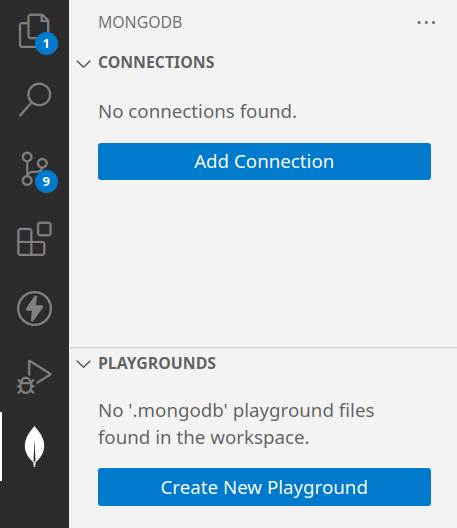 MONGODB
1
CONNECTIONS
No connections found.
Add Connection
9
PLAYGROUNDS
No '.mongodb' playground files
found in the workspace.
Create New Playground